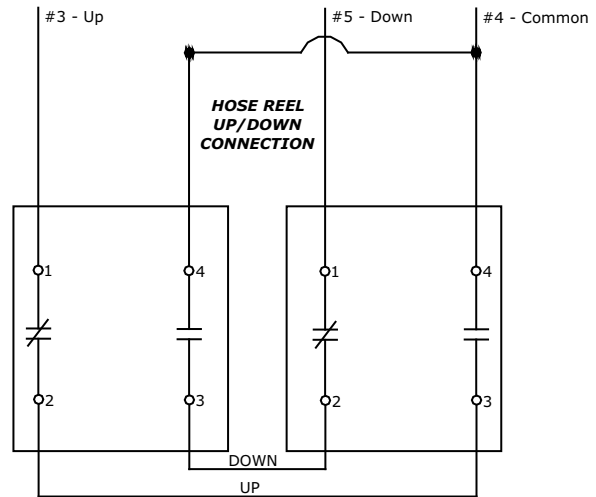 #3 - Up
#5 - Down
#4 - Common
HOSE REEL
UP/DOWN
CONNECTION
1
4
1
4
2
3
2
3
DOWN
UP